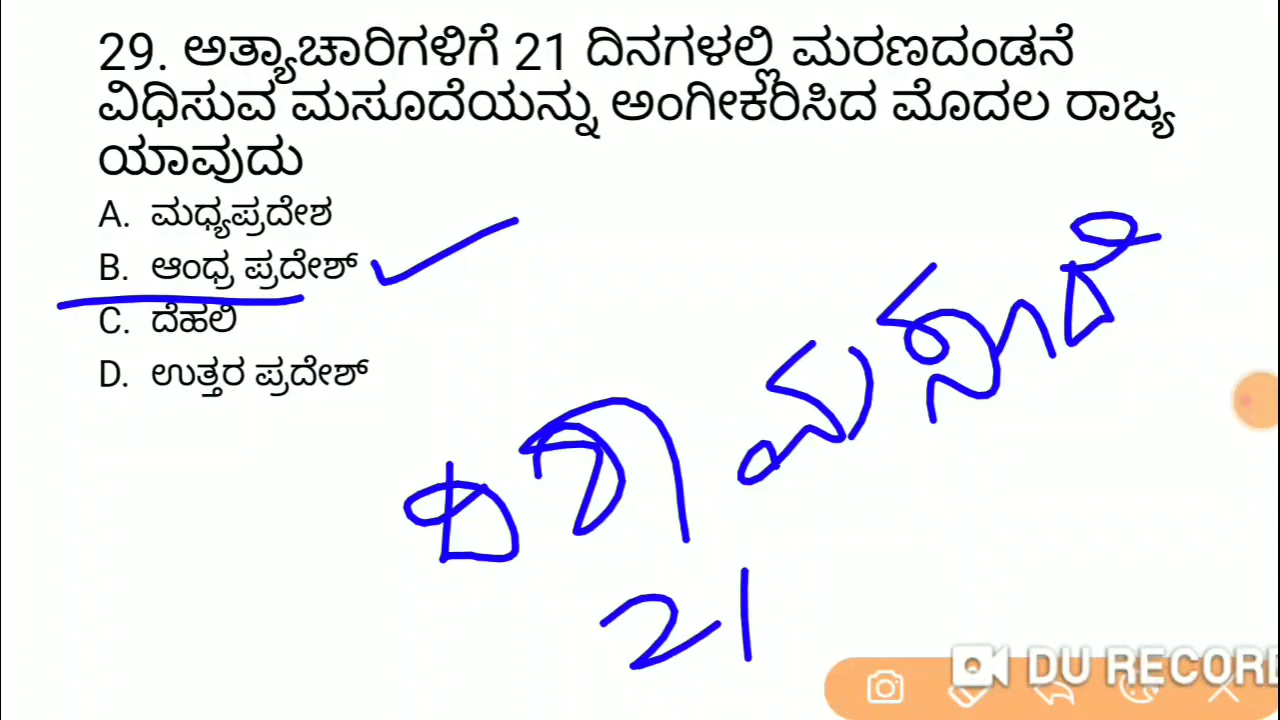 29. ಅತ್ಯಾಚಾರಿಗಳಿಗೆ 21 ದಿನಗಳಲ್ಲಿ ಮರಣದಂಡನೆ
ವಿಧಿಸುವ ಮಸೂದೆಯನ್ನು ಅಂಗೀಕರಿಸಿದ ಮೊದಲ ರಾಜ್ಯ
ಯಾವುದು
A. ಮಧ್ಯಪ್ರದೇಶ
B. ಆಂಧ್ರ ಪ್ರದೇಶ್
C. ದೆಹಲಿ
D. ಉತ್ತರ ಪ್ರದೇಶ್
ಮಸೂದೆ
21
DU RECORD